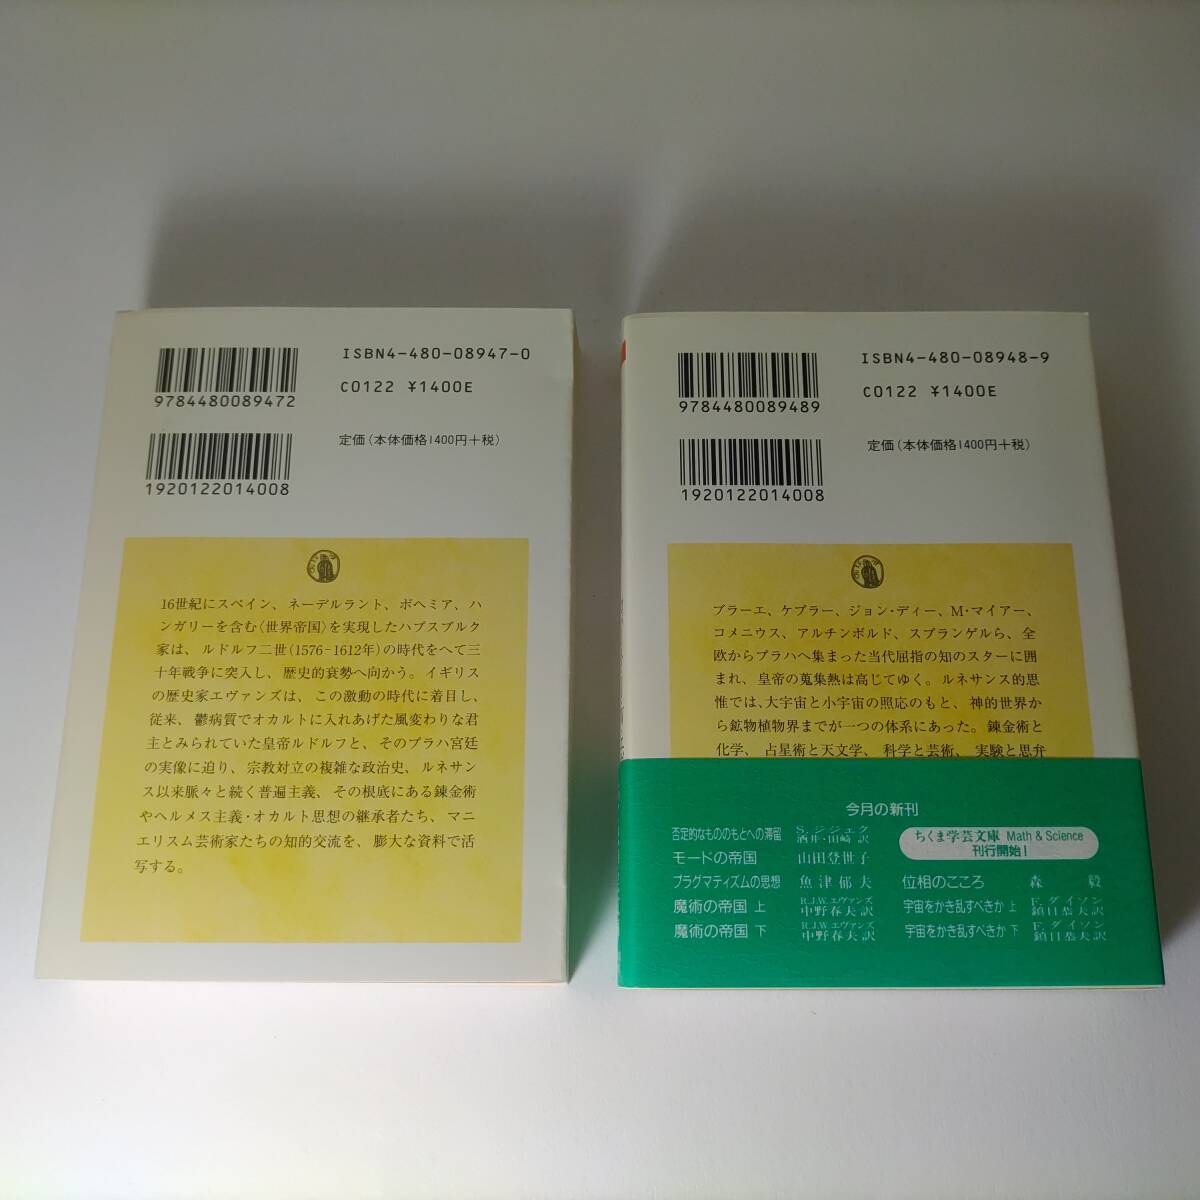 ISBN4-480-08947-0
9784480089472
C0122 ¥1400E
定価(本体価格1400円+税)
1920122014008
16世紀にスペイン、ネーデルラント、ボヘミア、ハ
ンガリーを含む〈世界帝国〉を実現したハプスブルク
家は、ルドルフ二世(1576-1612年)の時代をへて三
十年戦争に突入し、歴史的衰勢へ向かう。イギリス
の歴史家エヴァンズは、この激動の時代に着目し、
従来、鬱病質でオカルトに入れあげた風変わりな君
主とみられていた皇帝ルドルフと、そのプラハ宮廷
の実像に迫り、宗教対立の複雑な政治史、ルネサン
ス以来脈々と続く普遍主義、その根底にある錬金術
やヘルメス主義・オカルト思想の継承者たち、マニ
エリスム芸術家たちの知的交流を、膨大な資料で活
写する。
ISBN4-480-08948-9
9784480089489
C0122 ¥1400E
定価(本体価格1400円+税)
1920122014008
ブラーエ、ケプラー、ジョン・ディー、M・マイアー、
コメニウス、アルチンボルド、スプランゲルら、全
欧からプラハへ集まった当代屈指の知のスターに囲
まれ、皇帝の蒐集熱は高じてゆく。ルネサンス的思
惟では、大宇宙と小宇宙の照応のもと、神的世界か
ら鉱物植物界までが一つの体系にあった。錬金術と
化学、占星術と天文学、科学と芸術、実験と思弁
今月の新刊
否定的なもののもとへの滞留 S.ジジェク 酒井・田崎 訳
モードの帝国 山田登世子
プラグマティズムの思想 魚津郁夫
魔術の帝国 上 R.J.W.エヴァンズ 中野春夫訳
魔術の帝国 下 R.J.W.エヴァンズ 中野春夫訳
ちくま学芸文庫 Math & Science
刊行開始!
位相のこころ 森 毅
宇宙をかき乱すべきか 上 F.ダイソン 鎮目恭夫訳
宇宙をかき乱すべきか 下 F.ダイソン 鎮目恭夫訳